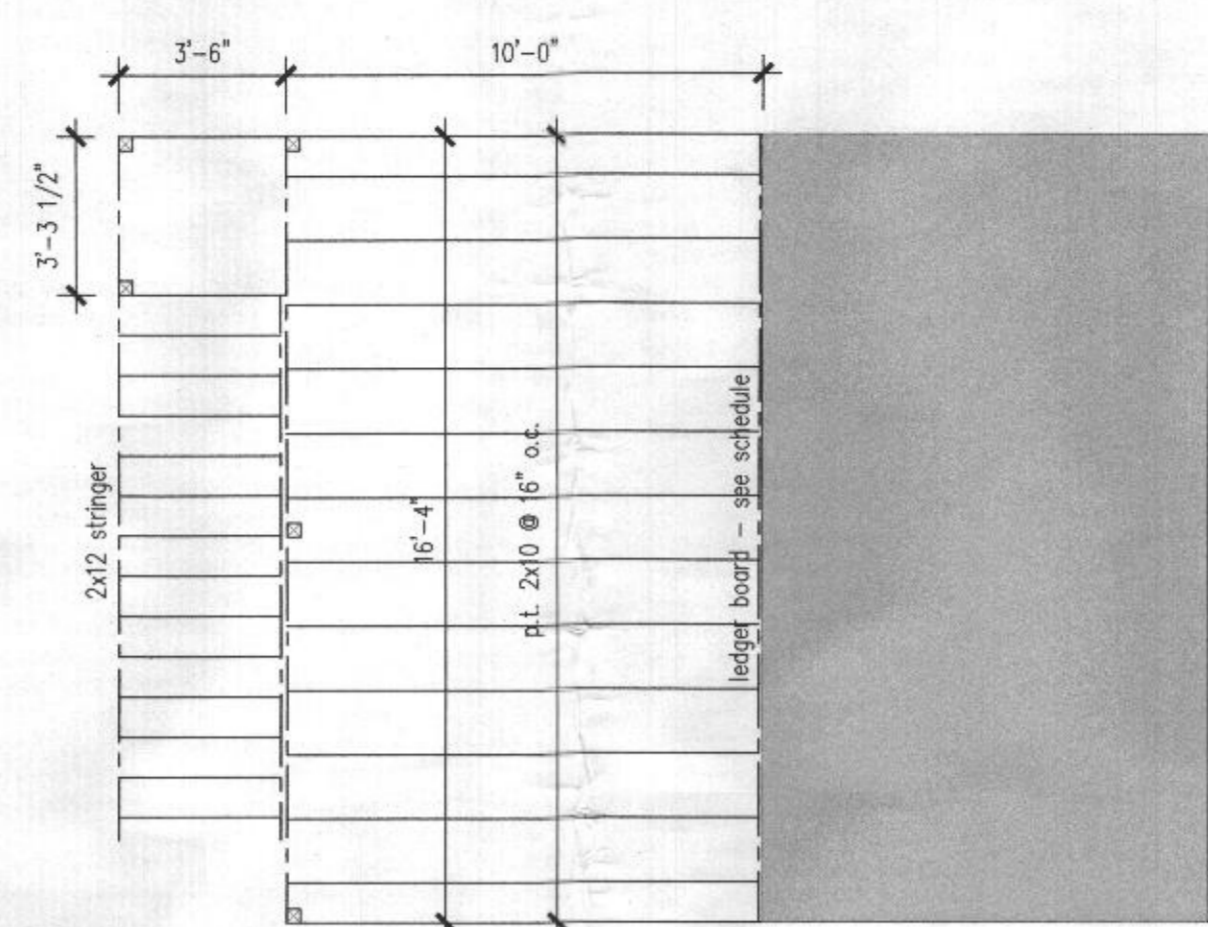 3'-6"
10'-0"
3'-3 1/2"
2x12 stringer
16'-4"
p.t. 2x10 @ 16" o.c.
ledger board - see schedule